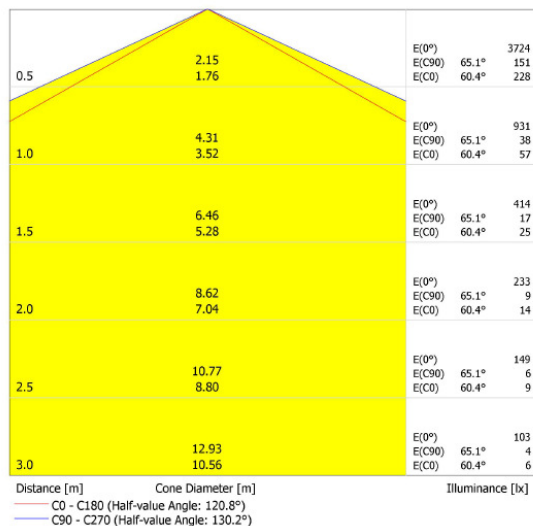 E(0°) 3724
2.15 E(C90) 65.1° 151
0.5 1.76 E(C0) 60.4° 228
E(0°) 931
4.31 E(C90) 65.1° 38
1.0 3.52 E(C0) 60.4° 57
E(0°) 414
6.46 E(C90) 65.1° 17
1.5 5.28 E(C0) 60.4° 25
E(0°) 233
8.62 E(C90) 65.1° 9
2.0 7.04 E(C0) 60.4° 14
E(0°) 149
10.77 E(C90) 65.1° 6
2.5 8.80 E(C0) 60.4° 9
E(0°) 103
12.93 E(C90) 65.1° 4
3.0 10.56 E(C0) 60.4° 6
Distance [m] Cone Diameter [m] Illuminance [lx]
C0 - C180 (Half-value Angle: 120.8°)
C90 - C270 (Half-value Angle: 130.2°)